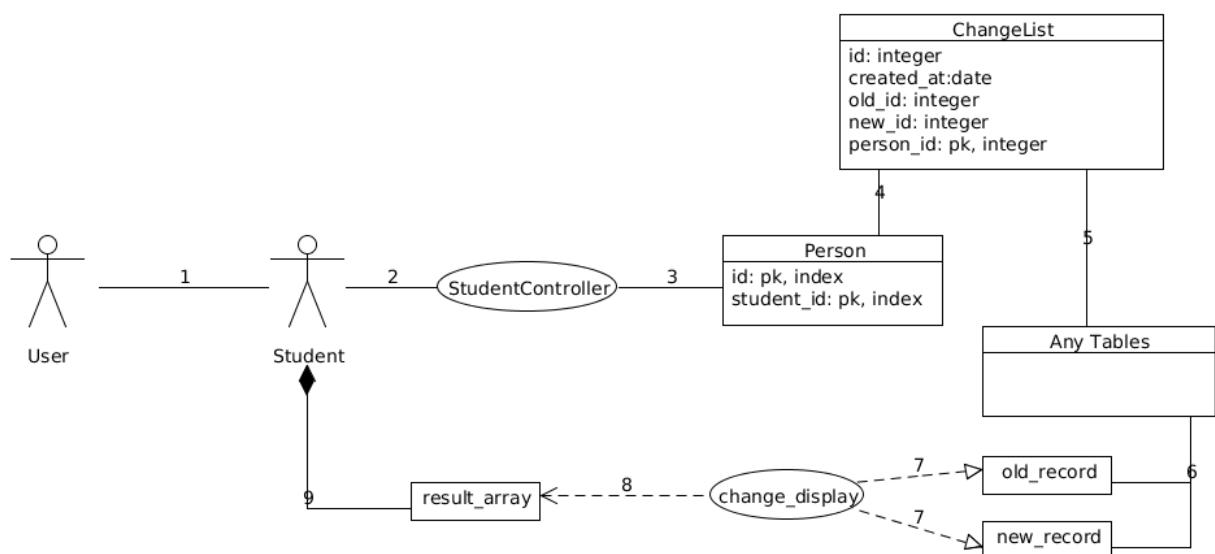 ChangeList
id: integer
created_at:date
old_id: integer
new_id: integer
person_id: pk, integer
4
5
Person
id: pk, index
student_id: pk, index
1
2
StudentController
3
User
Student
Any Tables
7
old_record
6
8
change_display
9
result_array
7
new_record